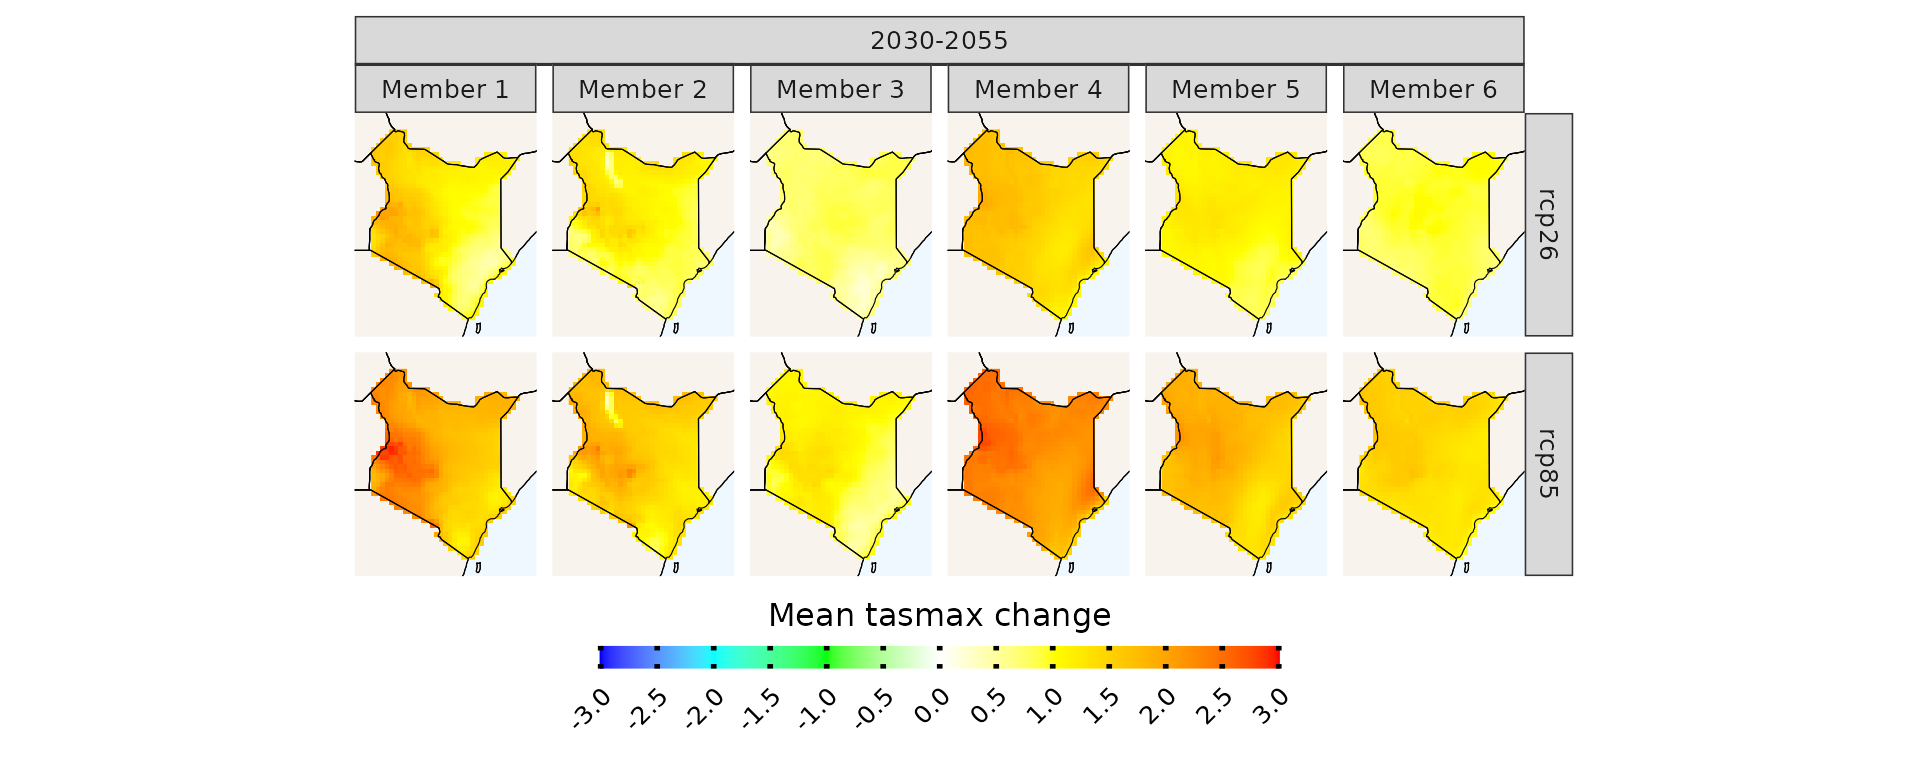 2030-2055
Member 1
Member 2
Member 3
Member 4
Member 5
Member 6
rcp26
rcp85
Mean tasmax change
-3.0
-2.5
-2.0
-1.5
-1.0
-0.5
0.0
0.5
1.0
1.5
2.0
2.5
3.0